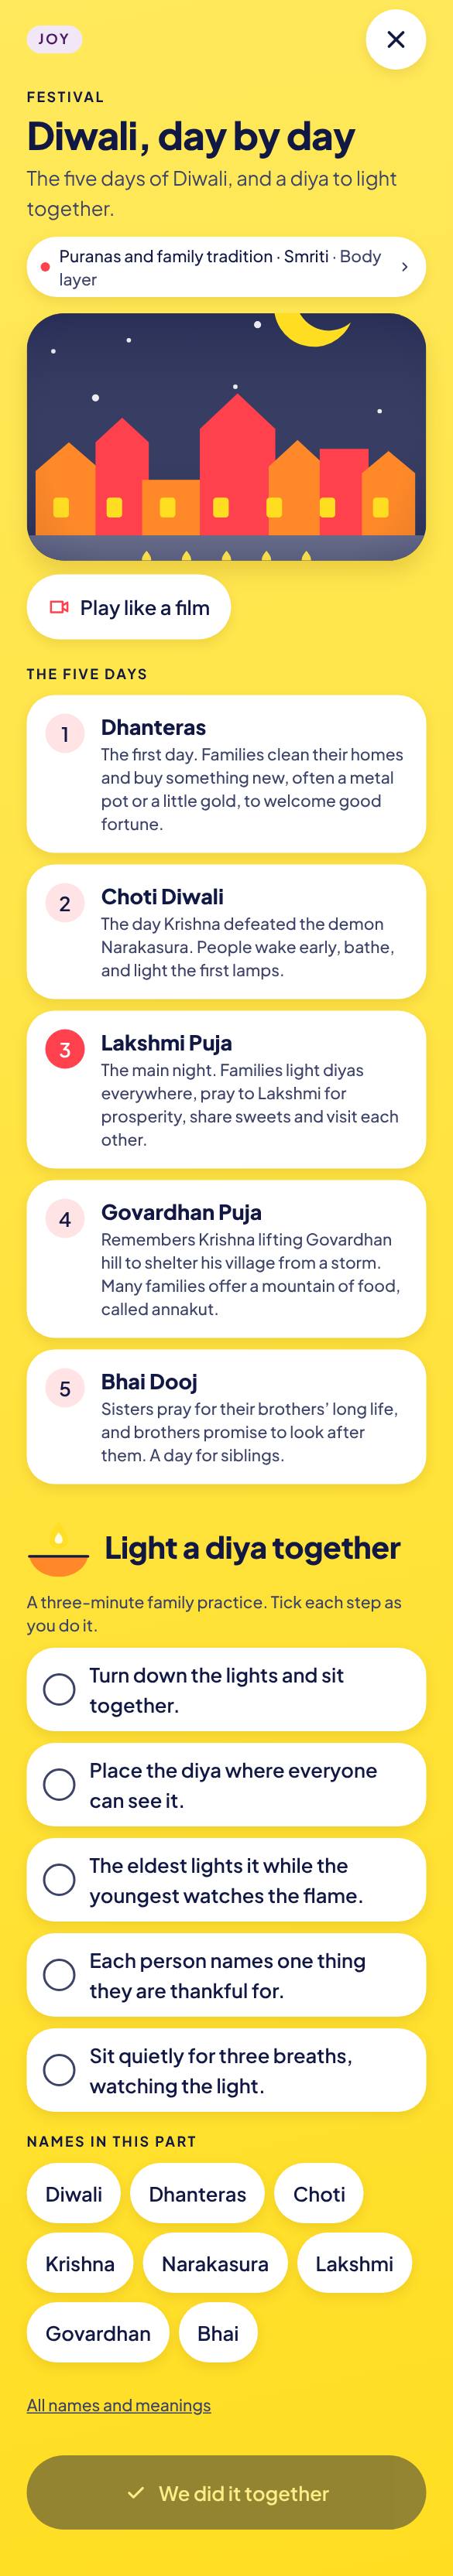 JOY
FESTIVAL
Diwali, day by day
The five days of Diwali, and a diya to light
together.
Puranas and family tradition · Smriti · Body
layer
Play like a film
THE FIVE DAYS
1
Dhanteras
The first day. Families clean their homes
and buy something new, often a metal
pot or a little gold, to welcome good
fortune.
2
Choti Diwali
The day Krishna defeated the demon
Narakasura. People wake early, bathe,
and light the first lamps.
3
Lakshmi Puja
The main night. Families light diyas
everywhere, pray to Lakshmi for
prosperity, share sweets and visit each
other.
4
Govardhan Puja
Remembers Krishna lifting Govardhan
hill to shelter his village from a storm.
Many families offer a mountain of food,
called annakut.
5
Bhai Dooj
Sisters pray for their brothers’ long life,
and brothers promise to look after
them. A day for siblings.
Light a diya together
A three-minute family practice. Tick each step as
you do it.
Turn down the lights and sit
together.
Place the diya where everyone
can see it.
The eldest lights it while the
youngest watches the flame.
Each person names one thing
they are thankful for.
Sit quietly for three breaths,
watching the light.
NAMES IN THIS PART
Diwali Dhanteras Choti
Krishna Narakasura Lakshmi
Govardhan Bhai
All names and meanings
We did it together